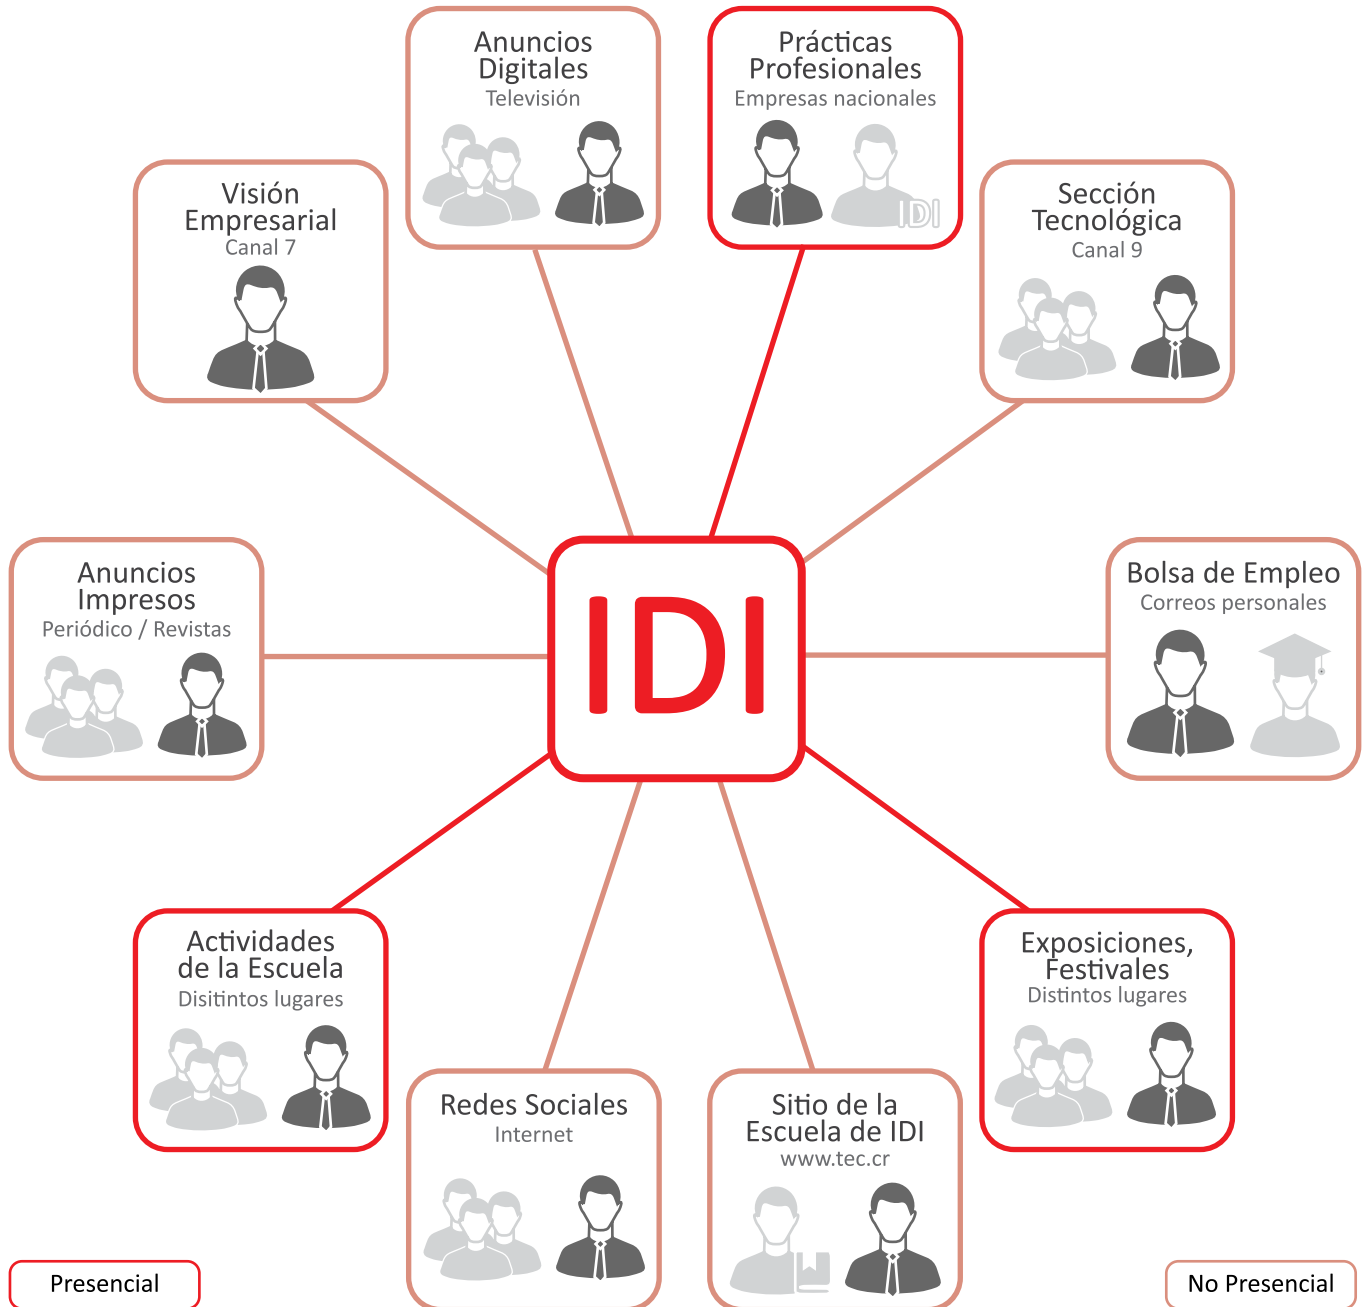 Anuncios
Digitales
Televisión
Prácticas
Profesionales
Empresas nacionales
IDI
Visión
Empresarial
Canal 7
Sección
Tecnológica
Canal 9
Anuncios
Impresos
Periódico / Revistas
IDI
Bolsa de Empleo
Correos personales
Actividades
de la Escuela
Disitintos lugares
Exposiciones,
Festivales
Distintos lugares
Redes Sociales
Internet
Sitio de la
Escuela de IDI
www.tec.cr
Presencial
No Presencial